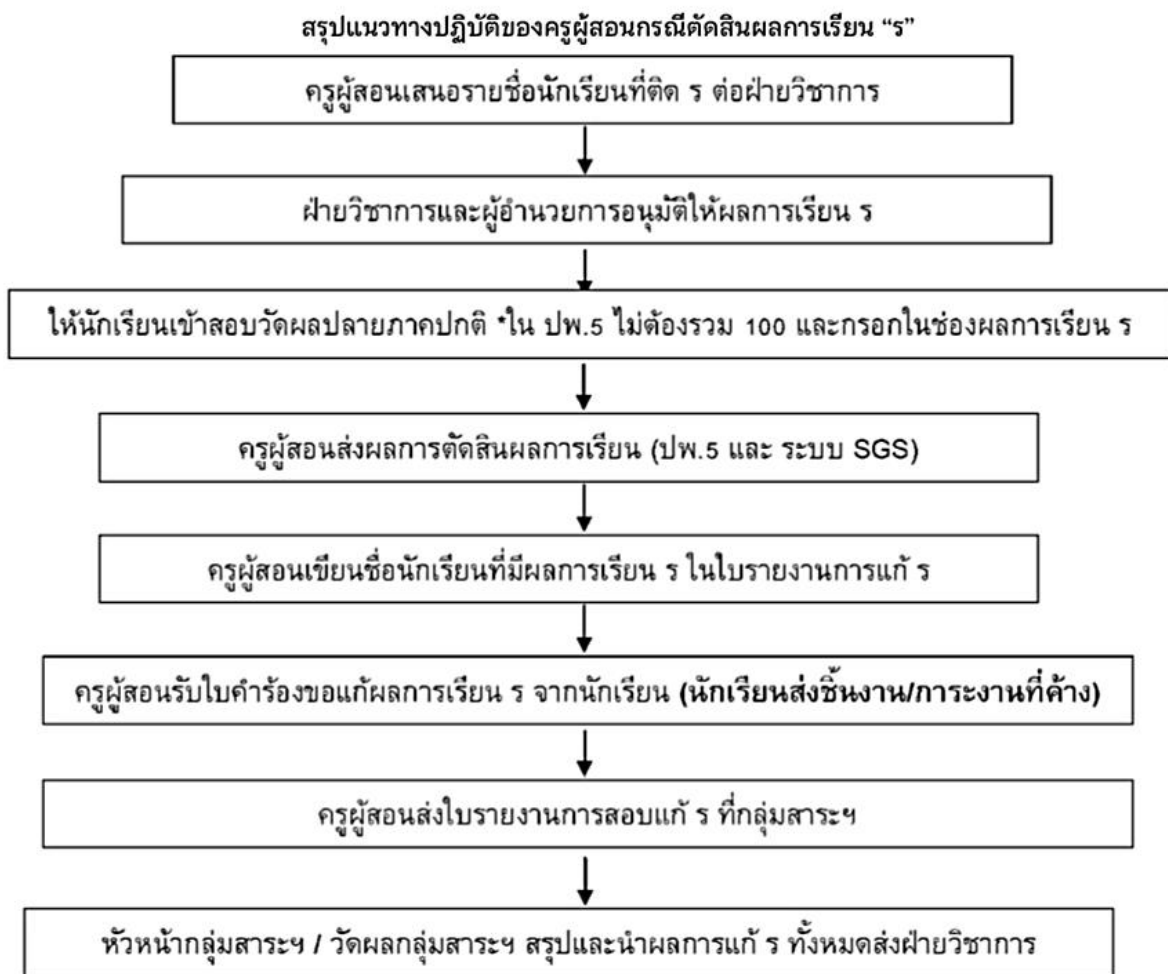 สรุปแนวทางปฏิบัติของครูผู้สอนกรณีตัดสินผลการเรียน “ร”
ครูผู้สอนเสนอรายชื่อนักเรียนที่ติด ร ต่อฝ่ายวิชาการ
ฝ่ายวิชาการและผู้อำนวยการอนุมัติให้ผลการเรียน ร
ให้นักเรียนเข้าสอบวัดผลปลายภาคปกติ *ใน ปพ.5 ไม่ต้องรวม 100 และกรอกในช่องผลการเรียน ร
ครูผู้สอนส่งผลการตัดสินผลการเรียน (ปพ.5 และ ระบบ SGS)
ครูผู้สอนเขียนชื่อนักเรียนที่มีผลการเรียน ร ในใบรายงานการแก้ ร
ครูผู้สอนรับใบคำร้องขอแก้ผลการเรียน ร จากนักเรียน (นักเรียนส่งชิ้นงาน/ภาระงานที่ค้าง)
ครูผู้สอนส่งใบรายงานการสอบแก้ ร ที่กลุ่มสาระฯ
หัวหน้ากลุ่มสาระฯ / วัดผลกลุ่มสาระฯ สรุปและนำผลการแก้ ร ทั้งหมดส่งฝ่ายวิชาการ